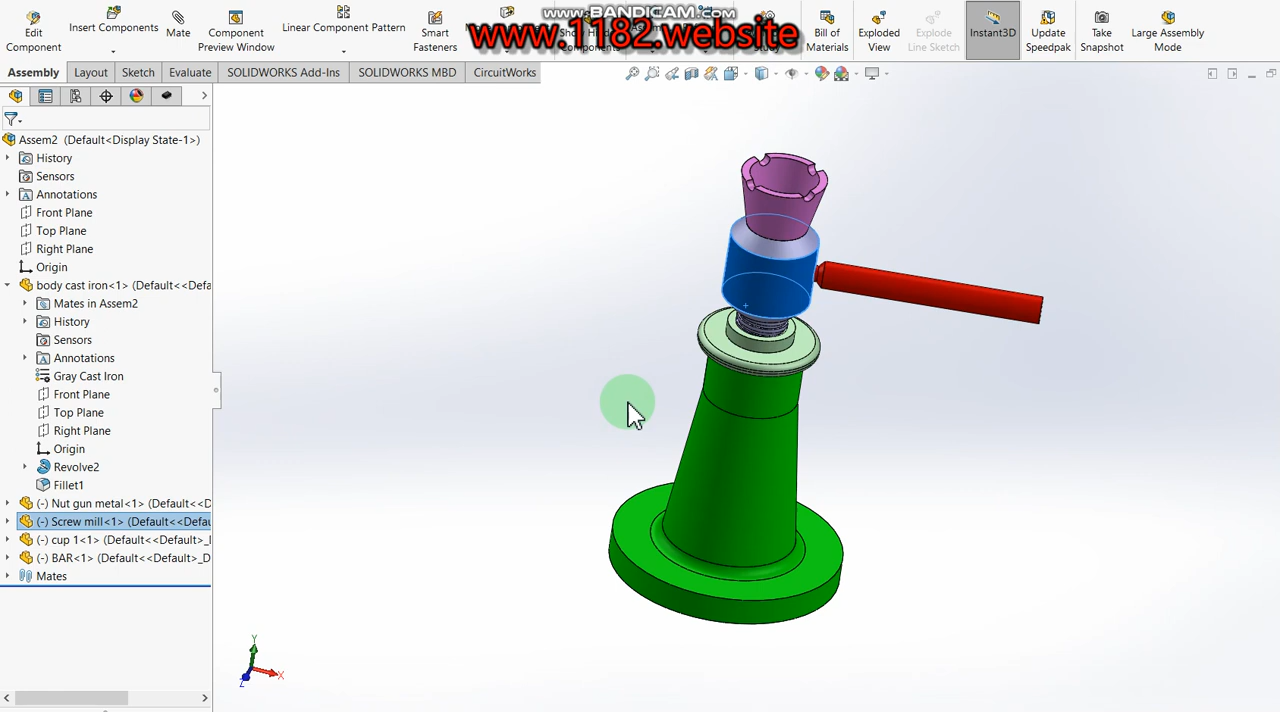 www.BANDICAM.com
Edit Component
Insert Components
Mate
Component Preview Window
Linear Component Pattern
Smart Fasteners
Bill of Materials
Exploded View
Explode Line Sketch
Instant3D
Update Speedpak
Take Snapshot
Large Assembly Mode
www.1182.website
Assembly Layout Sketch Evaluate SOLIDWORKS Add-Ins SOLIDWORKS MBD CircuitWorks
Assem2 (Default<Display State-1>)
History
Sensors
Annotations
Front Plane
Top Plane
Right Plane
Origin
body cast iron<1> (Default<<Defa
Mates in Assem2
History
Sensors
Annotations
Gray Cast Iron
Front Plane
Top Plane
Right Plane
Origin
Revolve2
Fillet1
(-) Nut gun metal<1> (Default<<D
(-) Screw mill<1> (Default<<Defau
(-) cup 1<1> (Default<<Default>_
(-) BAR<1> (Default<<Default>_D
Mates
Y
X
Z